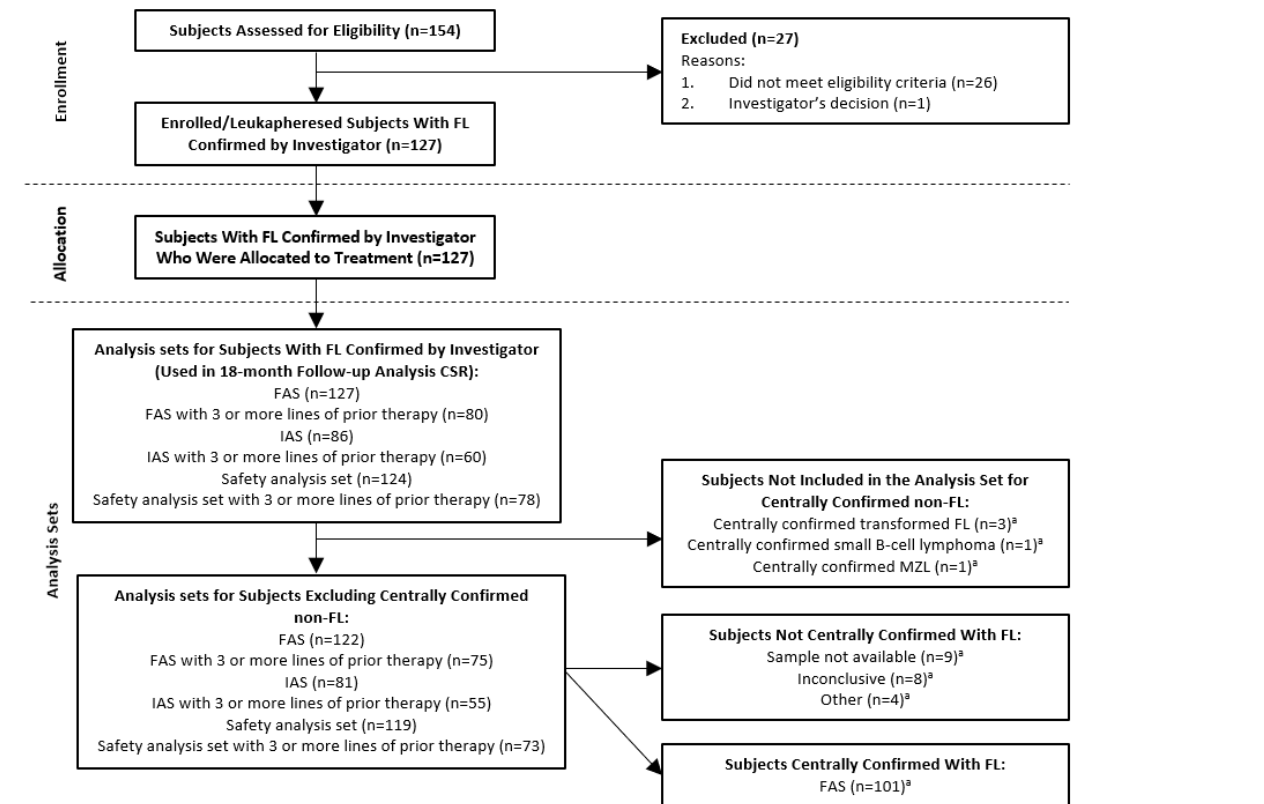 Enrollment
Subjects Assessed for Eligibility (n=154)
Excluded (n=27)
Reasons:
1. Did not meet eligibility criteria (n=26)
2. Investigator's decision (n=1)
Enrolled/Leukapheresed Subjects With FL
Confirmed by Investigator (n=127)
Allocation
Subjects With FL Confirmed by Investigator
Who Were Allocated to Treatment (n=127)
Analysis Sets
Analysis sets for Subjects With FL Confirmed by Investigator
(Used in 18-month Follow-up Analysis CSR):
FAS (n=127)
FAS with 3 or more lines of prior therapy (n=80)
IAS (n=86)
IAS with 3 or more lines of prior therapy (n=60)
Safety analysis set (n=124)
Safety analysis set with 3 or more lines of prior therapy (n=78)
Subjects Not Included in the Analysis Set for
Centrally Confirmed non-FL:
Centrally confirmed transformed FL (n=3)ª
Centrally confirmed small B-cell lymphoma (n=1)ª
Centrally confirmed MZL (n=1)ª
Analysis sets for Subjects Excluding Centrally Confirmed
non-FL:
FAS (n=122)
FAS with 3 or more lines of prior therapy (n=75)
IAS (n=81)
IAS with 3 or more lines of prior therapy (n=55)
Safety analysis set (n=119)
Safety analysis set with 3 or more lines of prior therapy (n=73)
Subjects Not Centrally Confirmed With FL:
Sample not available (n=9)ª
Inconclusive (n=8)ª
Other (n=4)ª
Subjects Centrally Confirmed With FL:
FAS (n=101)ª